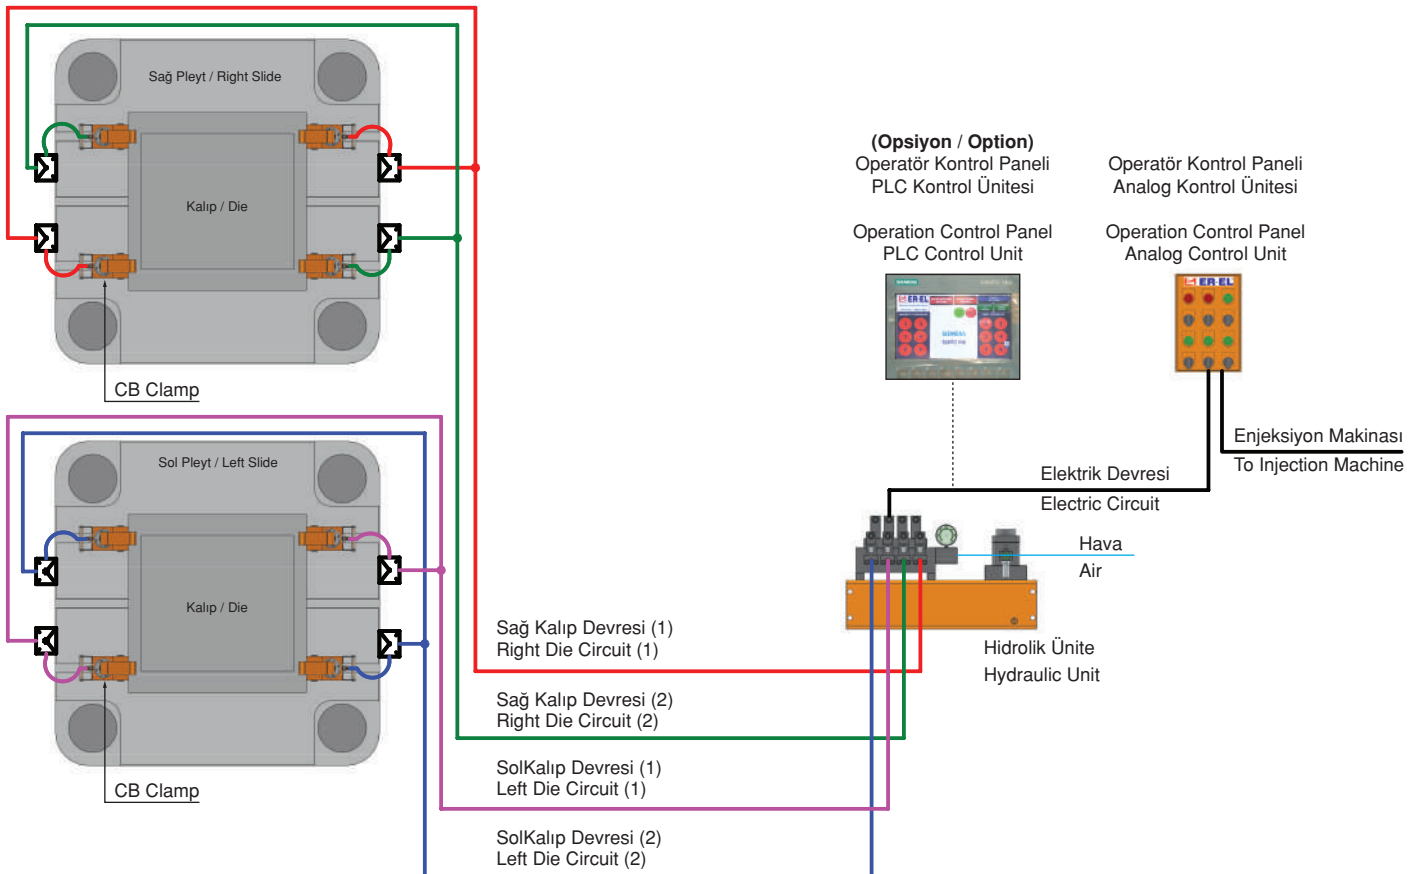 Sağ Pleyt / Right Slide
Kalıp / Die
CB Clamp
Sol Pleyt / Left Slide
Kalıp / Die
CB Clamp
(Opsiyon / Option)
Operatör Kontrol Paneli
PLC Kontrol Ünitesi
Operation Control Panel
PLC Control Unit
SIEMENS
ER-EL
SIEMENS
Operatör Kontrol Paneli
Analog Kontrol Ünitesi
Operation Control Panel
Analog Control Unit
ER-EL
Enjeksiyon Makinası
To Injection Machine
Elektrik Devresi
Electric Circuit
Hava
Air
Hidrolik Ünite
Hydraulic Unit
Sağ Kalıp Devresi (1)
Right Die Circuit (1)
Sağ Kalıp Devresi (2)
Right Die Circuit (2)
SolKalıp Devresi (1)
Left Die Circuit (1)
SolKalıp Devresi (2)
Left Die Circuit (2)